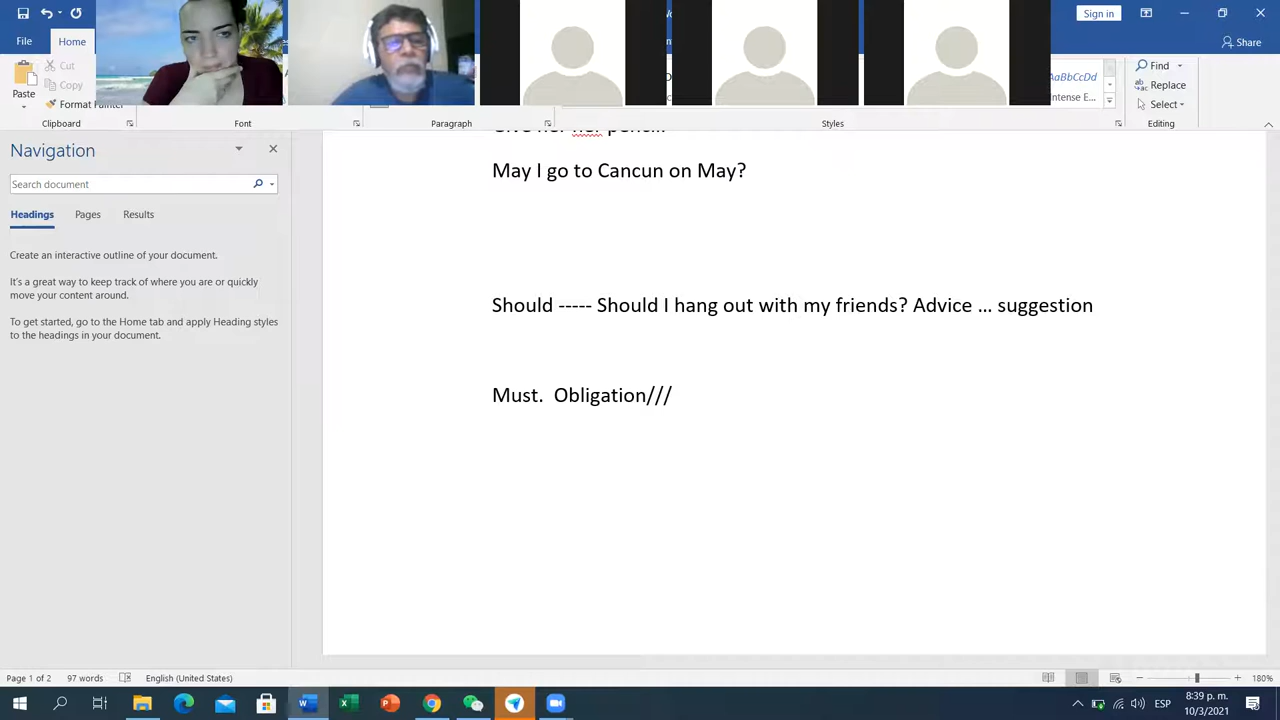 Sign in
File
Home
Share
Cut
Find
AaBbCcDd
Paste
Copy
Replace
Format Painter
Intense E...
Select
Clipboard
Font
Paragraph
Styles
Editing
Navigation
May I go to Cancun on May?
Search document
Headings
Pages
Results
Create an interactive outline of your document.
It's a great way to keep track of where you are or quickly
move your content around.
To get started, go to the Home tab and apply Heading styles
to the headings in your document.
Should ----- Should I hang out with my friends? Advice ... suggestion
Must. Obligation///
Page 1 of 2
97 words
English (United States)
180%
ESP
8:39 p. m.
10/3/2021